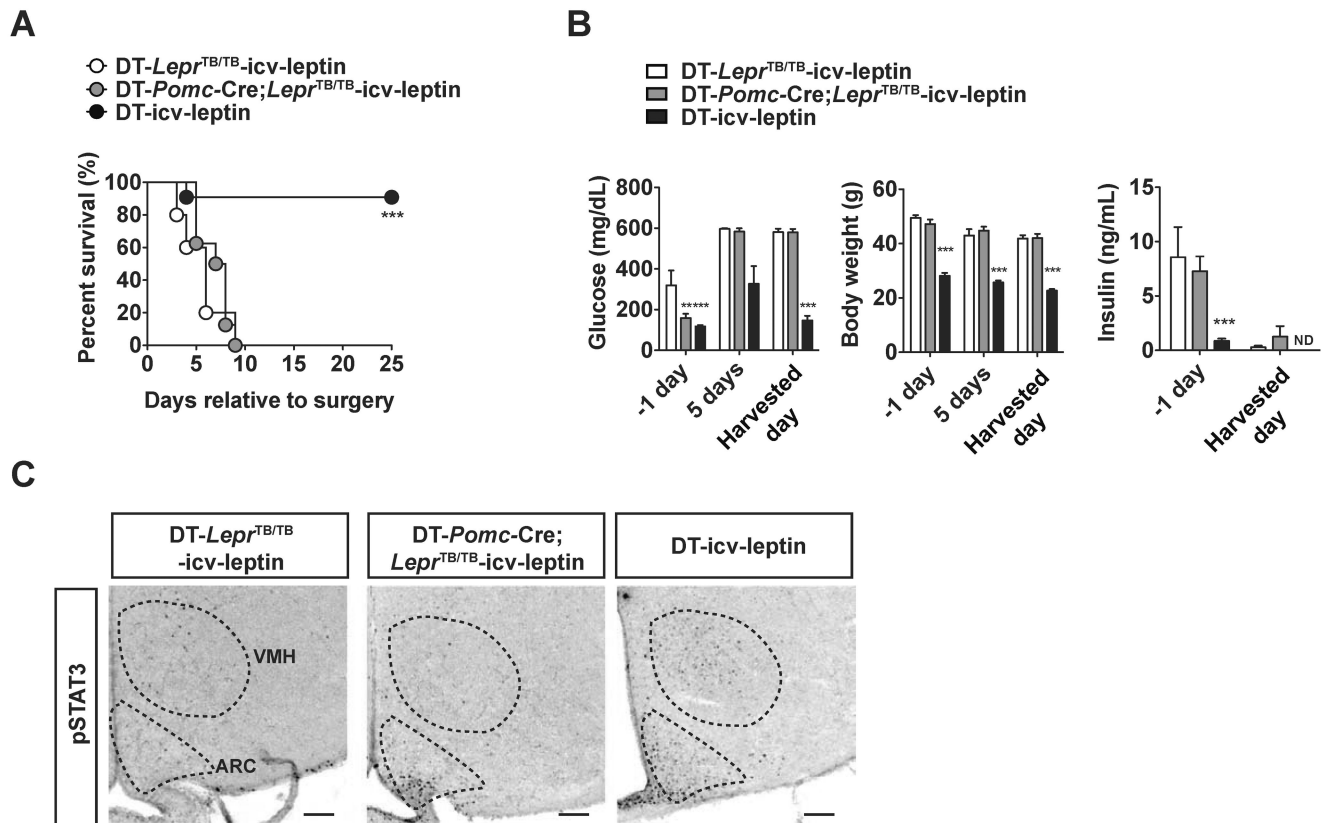 A
DT-Lepr^TB/TB-icv-leptin
DT-Pomc-Cre;Lepr^TB/TB-icv-leptin
DT-icv-leptin
Percent survival (%)
100
80
60
40
20
0
0 5 10 15 20 25
***
Days relative to surgery
B
DT-Lepr^TB/TB-icv-leptin
DT-Pomc-Cre;Lepr^TB/TB-icv-leptin
DT-icv-leptin
Glucose (mg/dL)
800
600
400
200
0
*****
***
-1 day
5 days
Harvested
day
Body weight (g)
60
40
20
0
***
***
***
-1 day
5 days
Harvested
day
Insulin (ng/mL)
15
10
5
0
***
ND
-1 day
Harvested
day
C
DT-Lepr^TB/TB
-icv-leptin
DT-Pomc-Cre;
Lepr^TB/TB-icv-leptin
DT-icv-leptin
pSTAT3
VMH
ARC